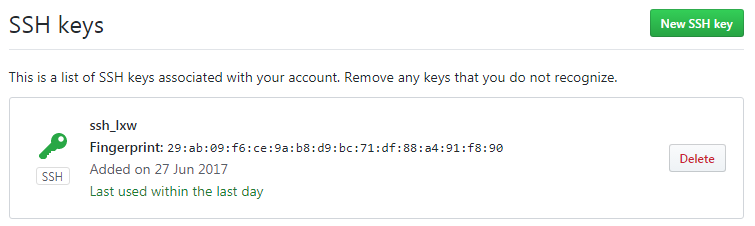 SSH keys
New SSH key
This is a list of SSH keys associated with your account. Remove any keys that you do not recognize.
ssh_lxw
Fingerprint: 29:ab:09:f6:ce:9a:b8:d9:bc:71:df:88:a4:91:f8:90
Added on 27 Jun 2017
Last used within the last day
SSH
Delete